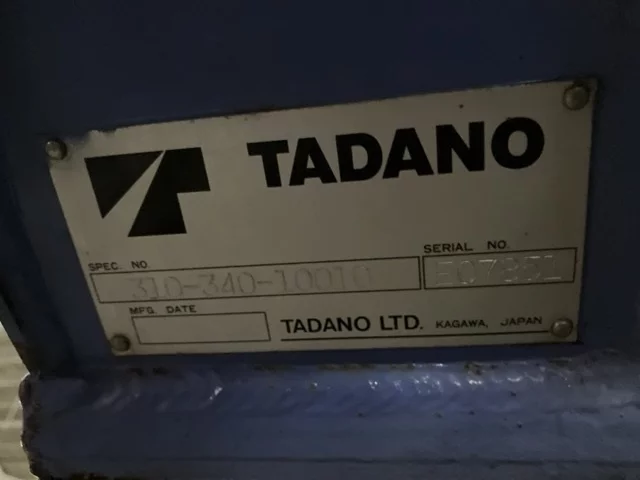 TADANO
SERIAL NO.
SPEC. NO.
310-340-10010
MFG. DATE
TADANO LTD. KAGAWA, JAPAN